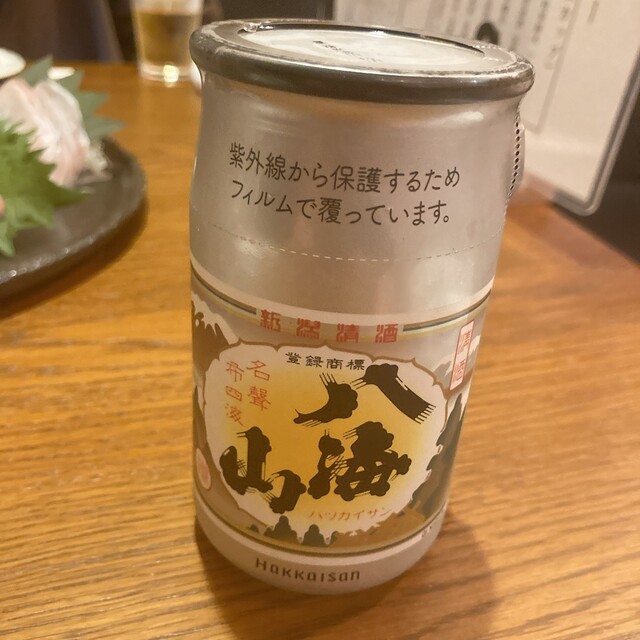 紫外線から保護するため
フィルムで覆っています。
新潟清酒
登録商標
名聲
布四海
八海
山
ハツカイサン
Hakkaisan